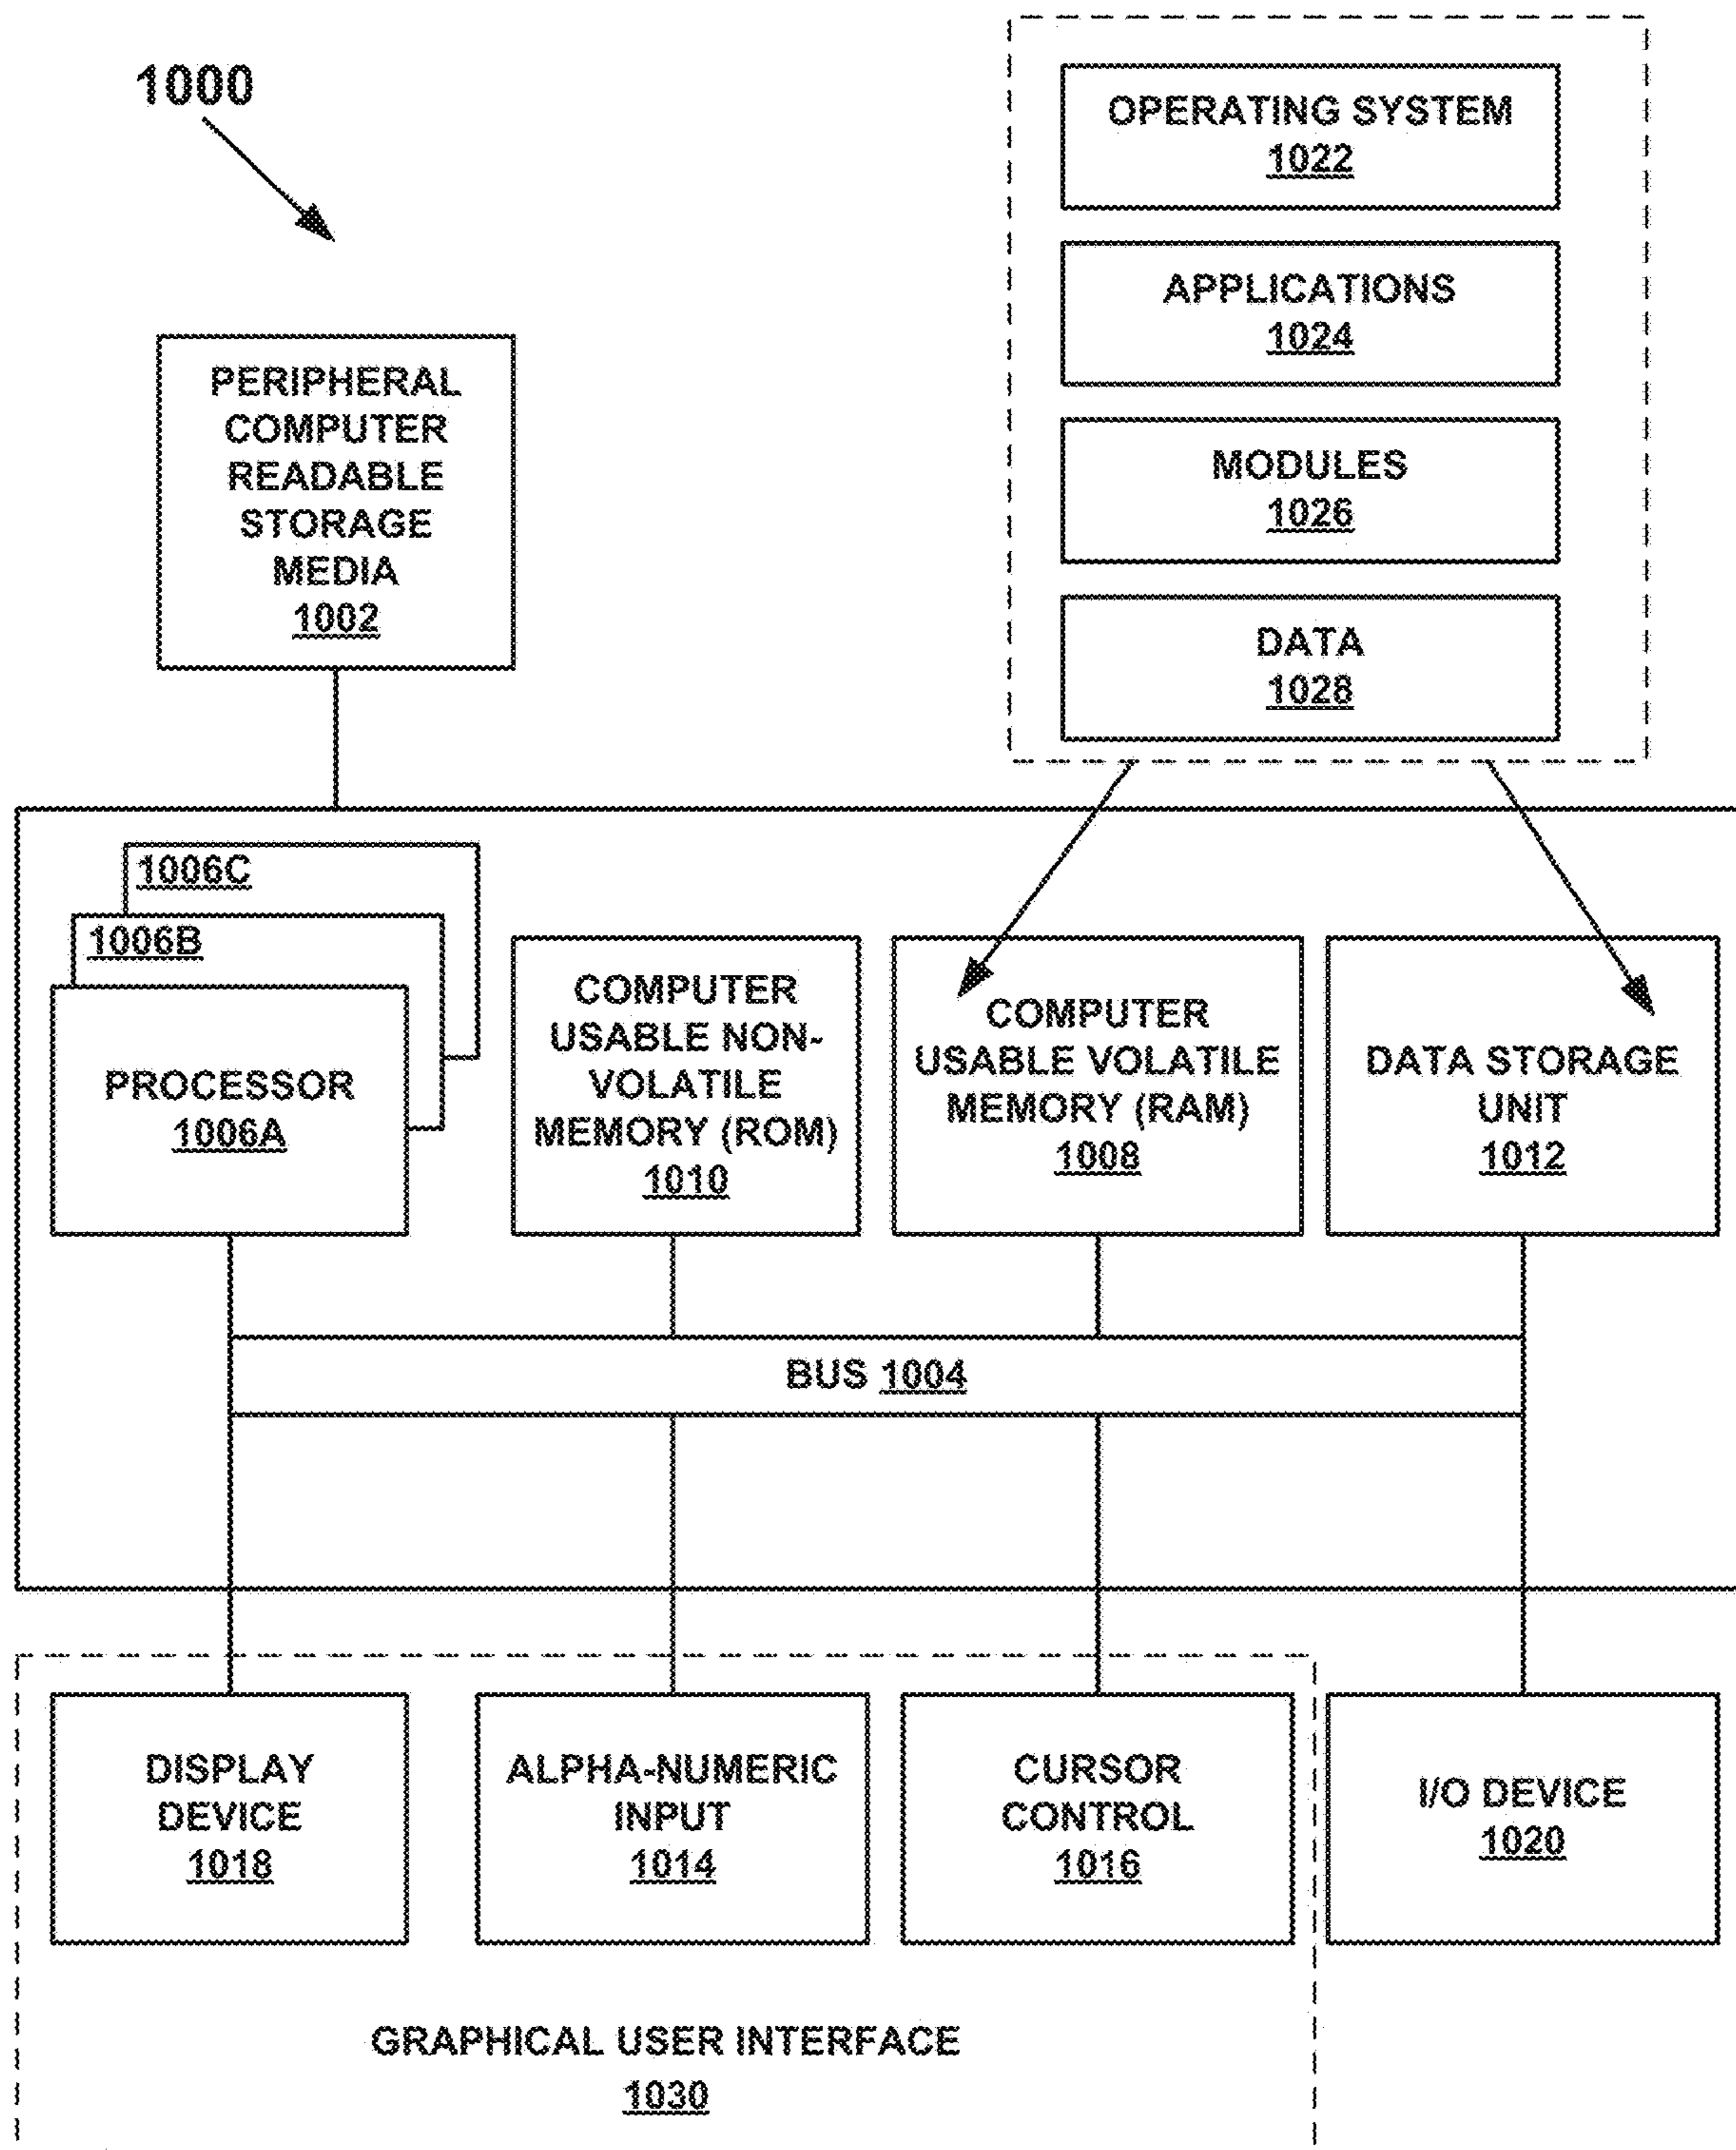 1000
OPERATING SYSTEM
1022
APPLICATIONS
1024
MODULES
1026
DATA
1028
PERIPHERAL
COMPUTER
READABLE
STORAGE
MEDIA
1002
1006C
1006B
PROCESSOR
1006A
COMPUTER
USABLE NON-
VOLATILE
MEMORY (ROM)
1010
COMPUTER
USABLE VOLATILE
MEMORY (RAM)
1008
DATA STORAGE
UNIT
1012
BUS 1004
DISPLAY
DEVICE
1018
ALPHA-NUMERIC
INPUT
1014
CURSOR
CONTROL
1016
I/O DEVICE
1020
GRAPHICAL USER INTERFACE
1030